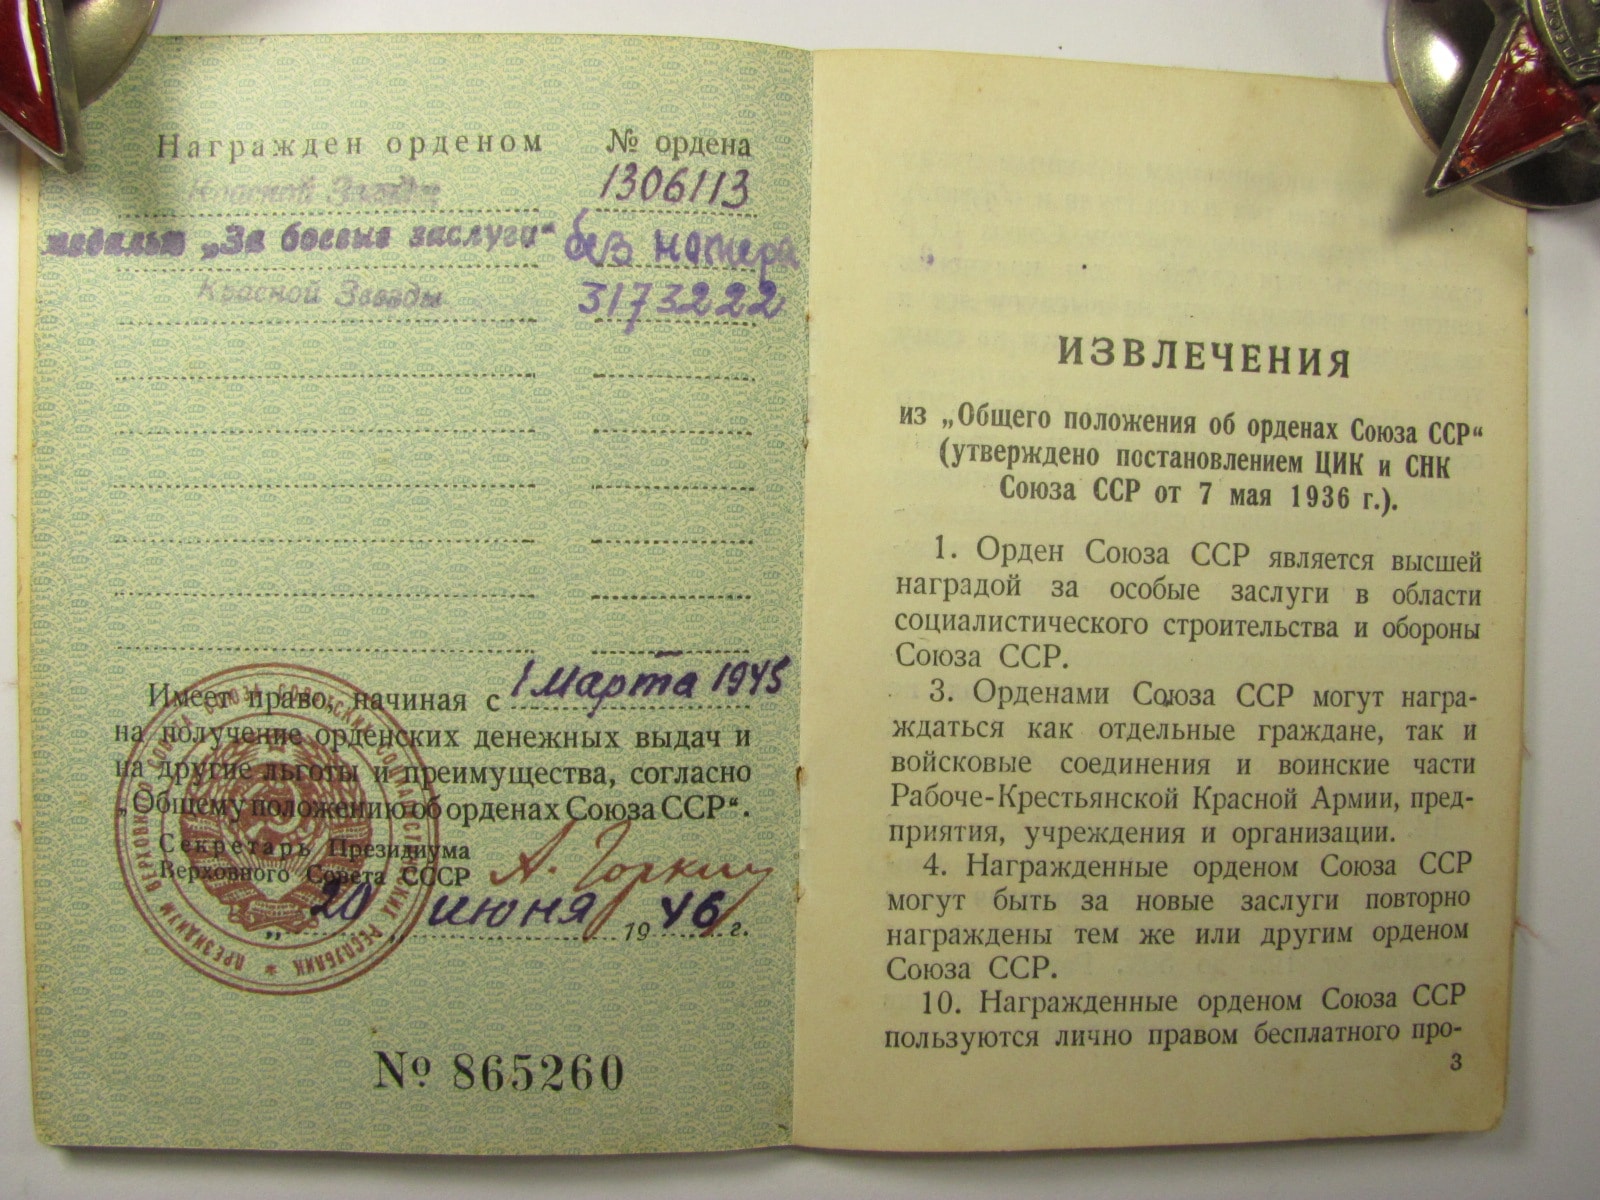 Награжден орденом № ордена
Красной Звезды 1306113
медалью „За боевые заслуги“ без номера
Красной Звезды 3173222
Имеет право, начиная с 1 марта 1945
на получение орденских денежных выдач и
на другие льготы и преимущества, согласно
„Общему положению об орденах Союза ССР“.
Секретарь Президиума
Верховного Совета СССР А. Горкин
„20„ июня 1946 г.
ПРЕЗИДИУМ ВЕРХОВНОГО СОВЕТА СОЮЗА СОВЕТСКИХ СОЦИАЛИСТИЧЕСКИХ РЕСПУБЛИК
№ 865260
ИЗВЛЕЧЕНИЯ
из „Общего положения об орденах Союза ССР“
(утверждено постановлением ЦИК и СНК
Союза ССР от 7 мая 1936 г.).
1. Орден Союза ССР является высшей
наградой за особые заслуги в области
социалистического строительства и обороны
Союза ССР.
3. Орденами Союза ССР могут награ-
ждаться как отдельные граждане, так и
войсковые соединения и воинские части
Рабоче-Крестьянской Красной Армии, пред-
приятия, учреждения и организации.
4. Награжденные орденом Союза ССР
могут быть за новые заслуги повторно
награждены тем же или другим орденом
Союза ССР.
10. Награжденные орденом Союза ССР
пользуются лично правом бесплатного про-
3